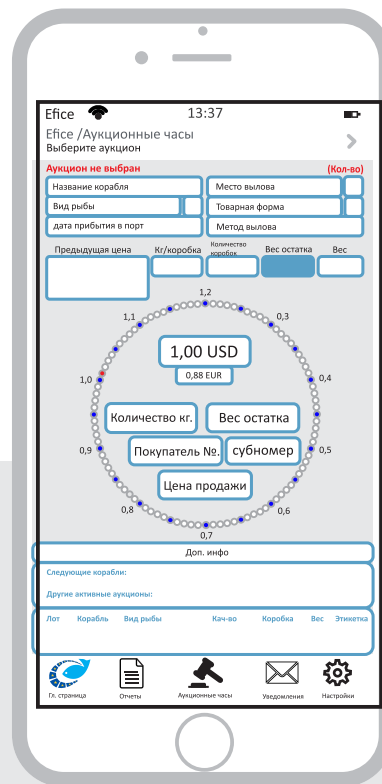 Efice 13:37
Efice /Аукционные часы
Выберите аукцион
Аукцион не выбран (Кол-во)
Название корабля Место вылова
Вид рыбы Товарная форма
дата прибытия в порт Метод вылова
Предыдущая цена Кг/коробка Количество коробок Вес остатка Вес
1,2
1,1 0,3
1,00 USD
0,88 EUR
1,0 0,4
Количество кг. Вес остатка
0,9 Покупатель №. субномер 0,5
Цена продажи
0,8 0,6
0,7
Доп. инфо
Следующие корабли:
Другие активные аукционы:
Лот Корабль Вид рыбы Кач-во Коробка Вес Этикетка
Гл. страница Отчеты Аукционные часы Уведомления Настройки